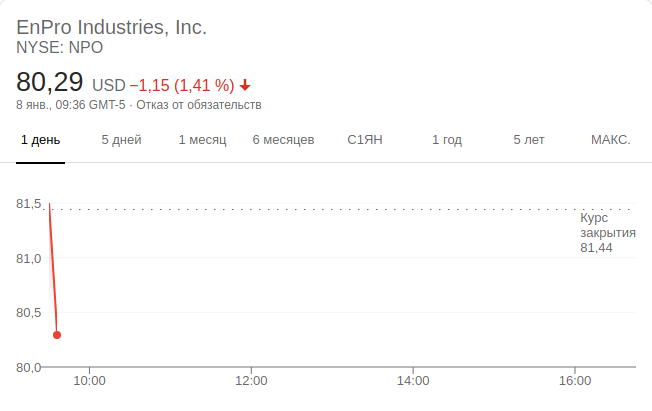 EnPro Industries, Inc.
NYSE: NPO
80,29 USD −1,15 (1,41 %)
8 янв., 09:36 GMT-5 · Отказ от обязательств
1 день 5 дней 1 месяц 6 месяцев С1ЯН 1 год 5 лет МАКС.
81,5
Курс
закрытия
81,44
81,0
80,5
80,0
10:00 12:00 14:00 16:00